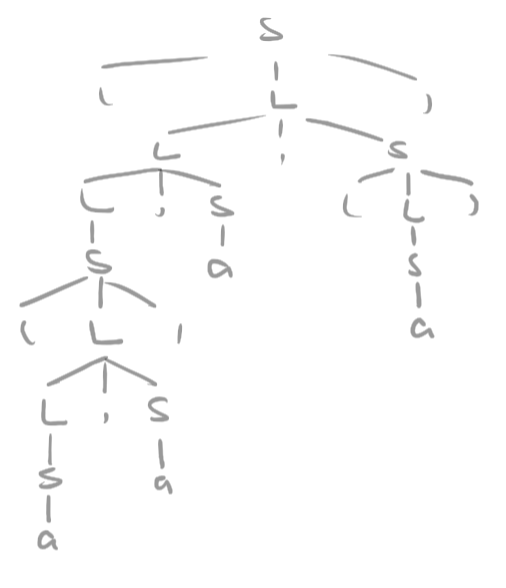 S
( L )
L , S
L , S ( L )
S a S
( L ) a
L , S
S a
a